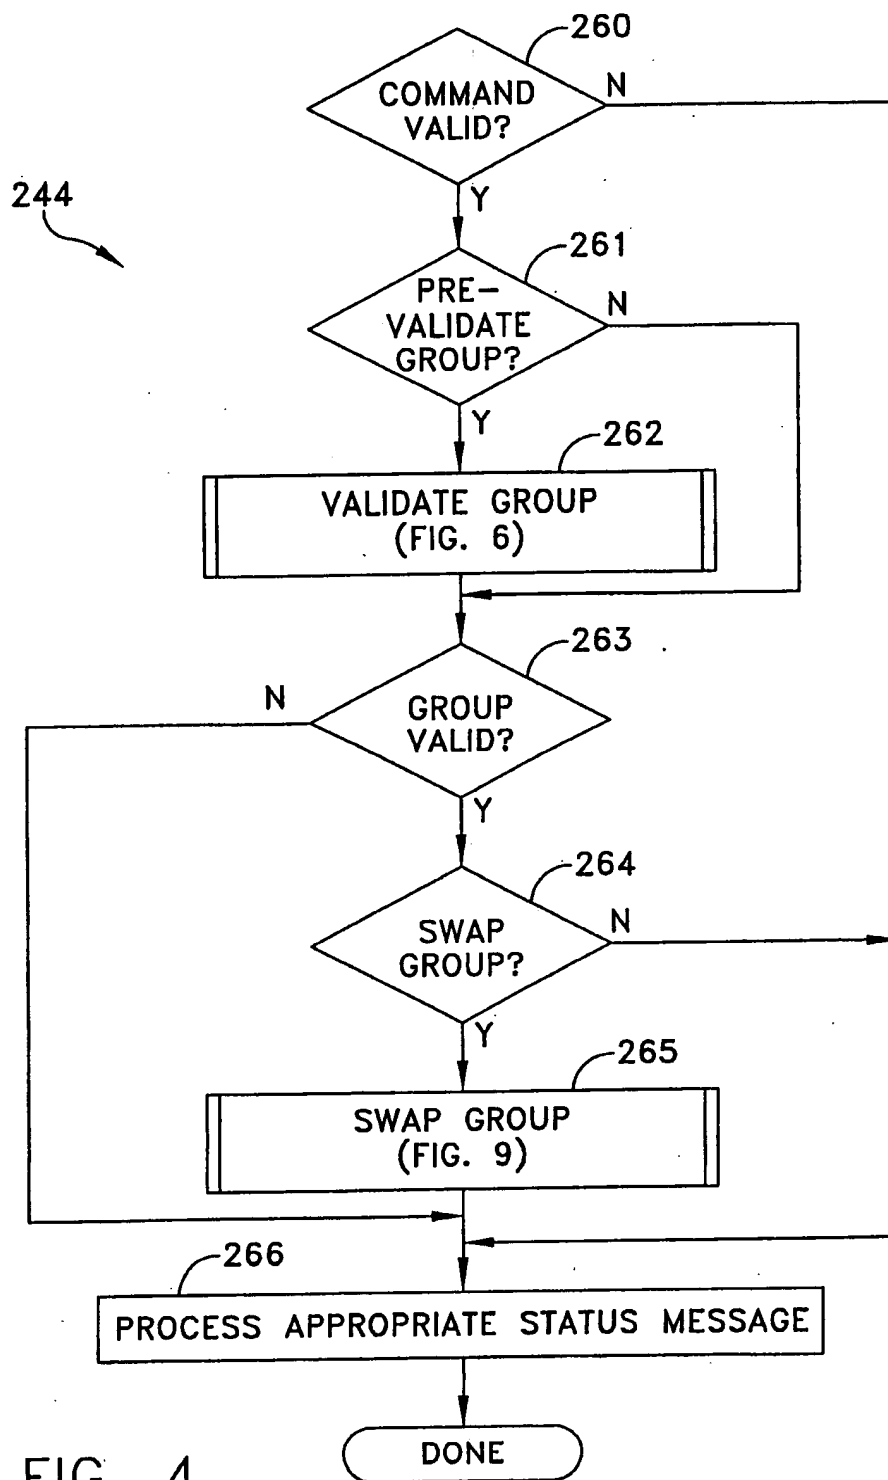 260
COMMAND
VALID?
N
244
Y
261
PRE-
VALIDATE
GROUP?
N
Y
262
VALIDATE GROUP
(FIG. 6)
263
N
GROUP
VALID?
Y
264
SWAP
GROUP?
N
Y
265
SWAP GROUP
(FIG. 9)
266
PROCESS APPROPRIATE STATUS MESSAGE
DONE
FIG. 4